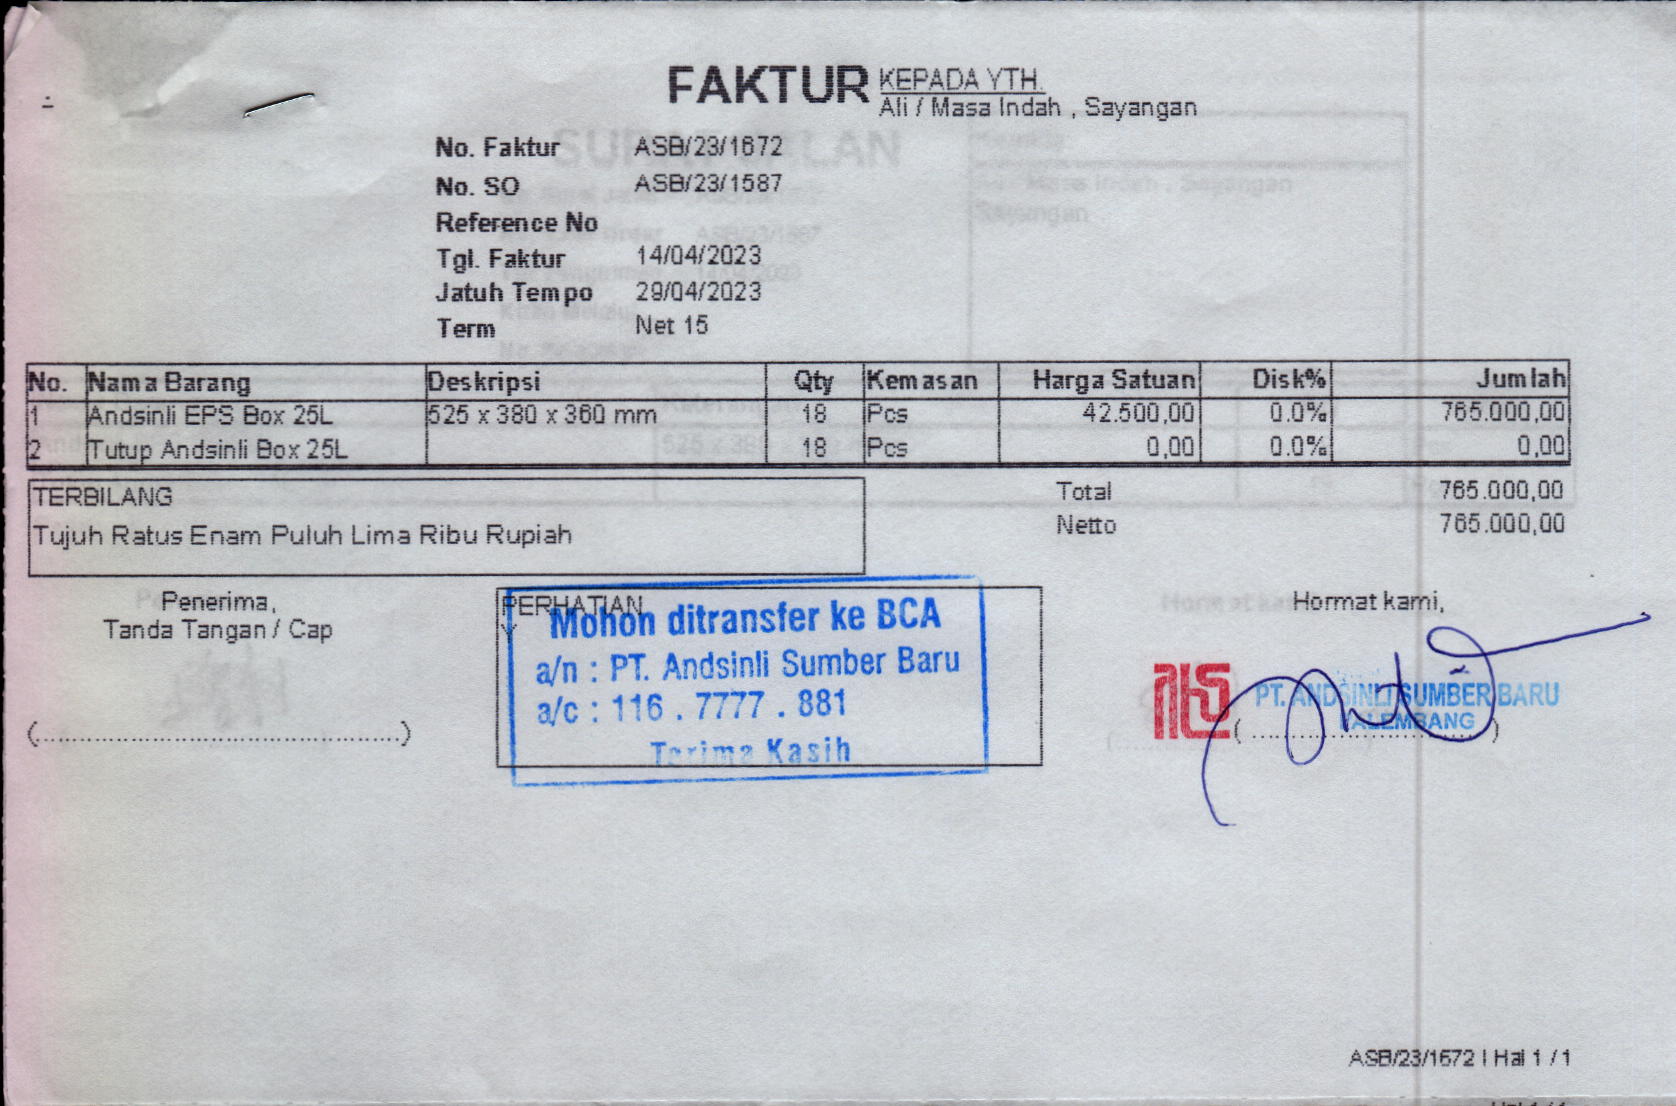 FAKTUR
KEPADA YTH.
Ali / Masa Indah , Sayangan
No. Faktur ASB/23/1672
No. SO ASB/23/1587
Reference No
Tgl. Faktur 14/04/2023
Jatuh Tempo 29/04/2023
Term Net 15
No. Nama Barang Deskripsi Qty Kemasan Harga Satuan Disk% Jumlah
1 Andsinli EPS Box 25L 525 x 380 x 360 mm 18 Pcs 42.500,00 0.0% 765.000,00
2 Tutup Andsinli Box 25L 18 Pcs 0,00 0.0% 0,00
TERBILANG
Tujuh Ratus Enam Puluh Lima Ribu Rupiah
Total 765.000,00
Netto 765.000,00
Penerima,
Tanda Tangan / Cap
(..........................................)
PERHATIAN
Mohon ditransfer ke BCA
a/n : PT. Andsinli Sumber Baru
a/c : 116 . 7777 . 881
Terima Kasih
Hormat kami,
PT. ANDSINLI SUMBER BARU
PALEMBANG
(..............................)
ASB/23/1672 | Hal 1 / 1